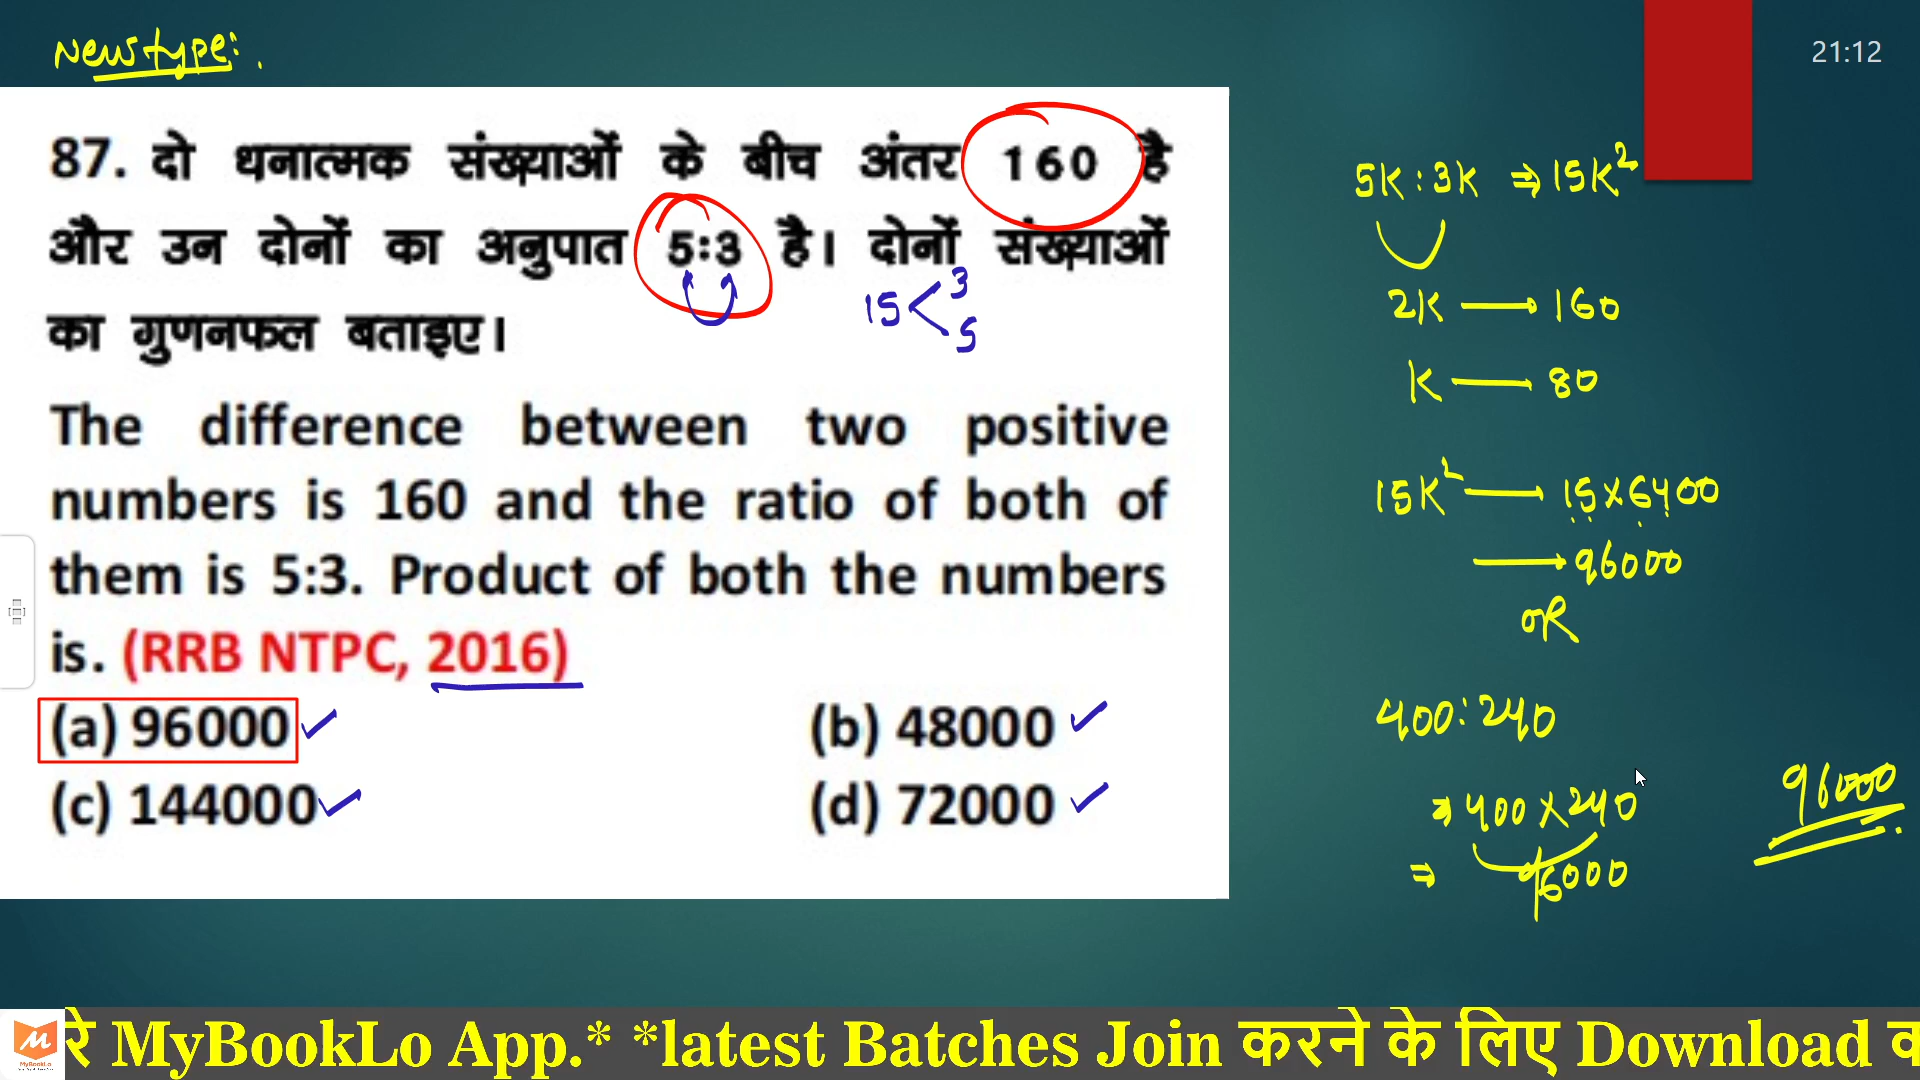 New type:
21:12
87. दो धनात्मक संख्याओं के बीच अंतर 160 है
और उन दोनों का अनुपात 5:3 है। दोनों संख्याओं
का गुणनफल बताइए।
15 < 3
5
The difference between two positive
numbers is 160 and the ratio of both of
them is 5:3. Product of both the numbers
is. (RRB NTPC, 2016)
(a) 96000
(b) 48000
(c) 144000
(d) 72000
5K : 3K ⇒ 15K²
2K → 160
K — 80
15K² → 15×6400
→ 96000
OR
400:240
⇒ 400 × 240
⇒ 96000
96000
रे MyBookLo App.* *latest Batches Join करने के लिए Download
MyBookLo